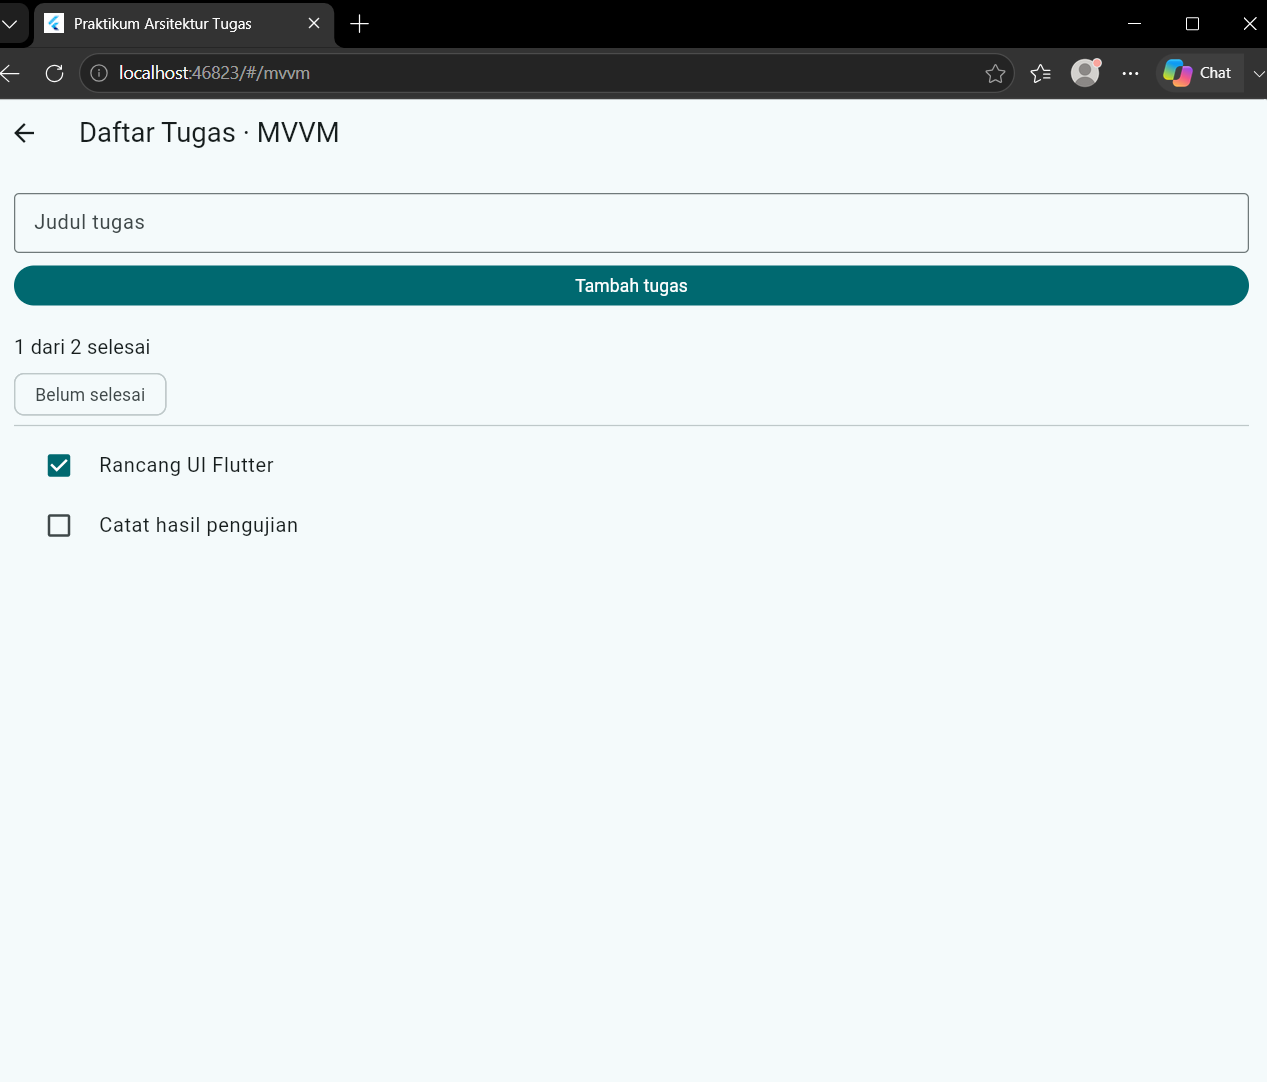 Praktikum Arsitektur Tugas
localhost:46823/#/mvvm
Chat
Daftar Tugas · MVVM
Judul tugas
Tambah tugas
1 dari 2 selesai
Belum selesai
Rancang UI Flutter
Catat hasil pengujian